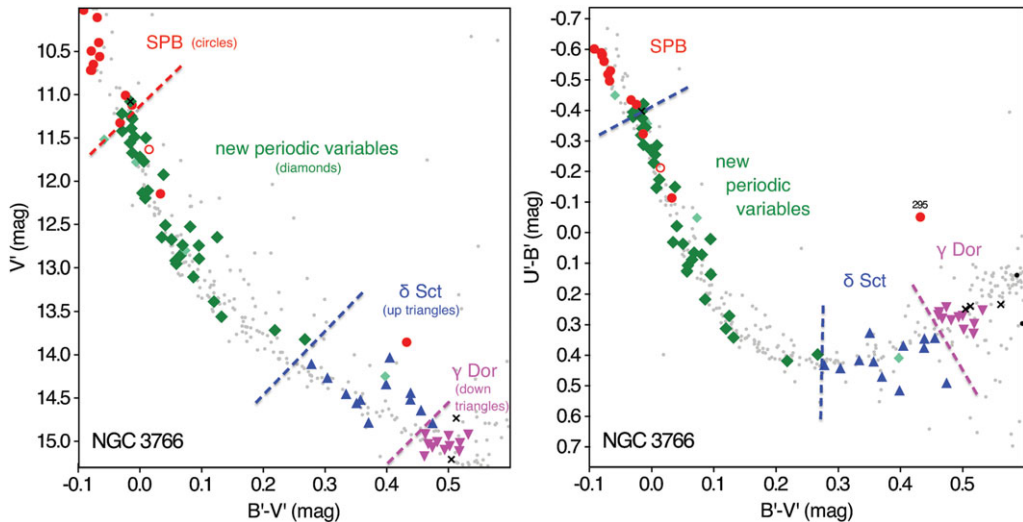 10.5
11.0
11.5
12.0
12.5
13.0
13.5
14.0
14.5
15.0
V' (mag)
SPB (circles)
new periodic variables
(diamonds)
δ Sct
(up triangles)
γ Dor
(down
triangles)
NGC 3766
-0.1
0.0
0.1
0.2
0.3
0.4
0.5
B'-V' (mag)
-0.7
-0.6
-0.5
-0.4
-0.3
-0.2
-0.1
0.0
0.1
0.2
0.3
0.4
0.5
0.6
0.7
U'-B' (mag)
SPB
new
periodic
variables
295
γ Dor
δ Sct
NGC 3766
-0.1
0.0
0.1
0.2
0.3
0.4
0.5
B'-V' (mag)